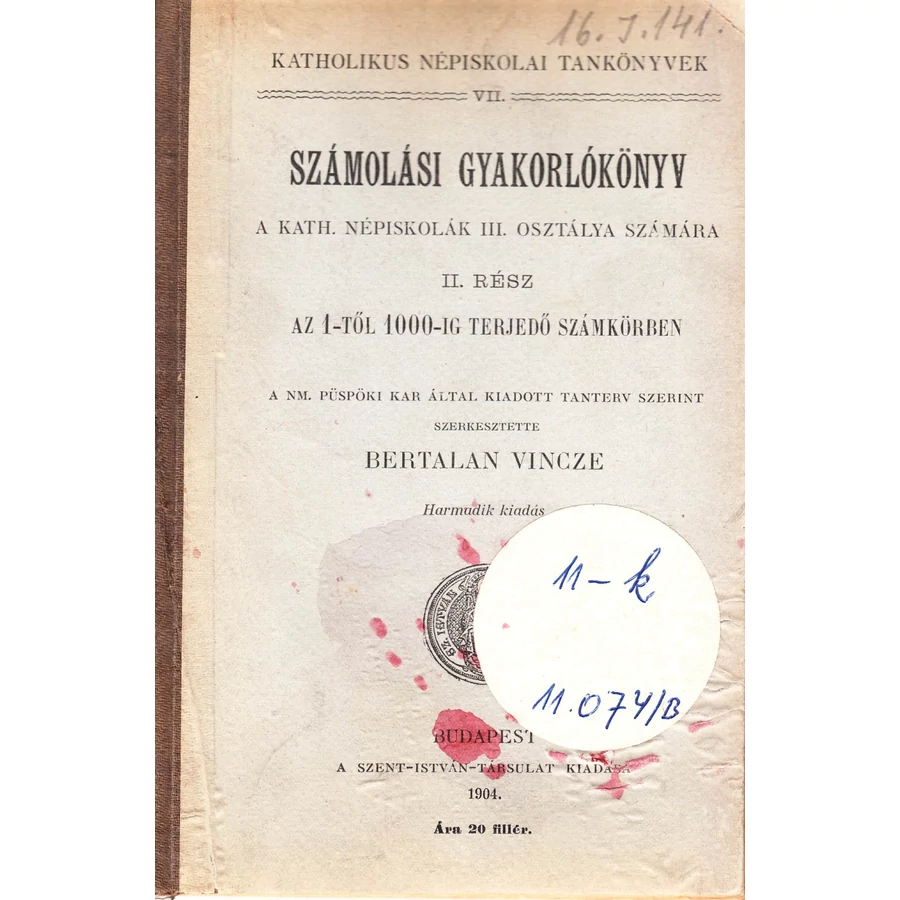 16. J. 141.
KATHOLIKUS NÉPISKOLAI TANKÖNYVEK
VII.
SZÁMOLÁSI GYAKORLÓKÖNYV
A KATH. NÉPISKOLÁK III. OSZTÁLYA SZÁMÁRA
II. RÉSZ
AZ 1-TŐL 1000-IG TERJEDŐ SZÁMKÖRBEN
A NM. PÜSPÖKI KAR ÁLTAL KIADOTT TANTERV SZERINT
SZERKESZTETTE
BERTALAN VINCZE
Harmadik kiadás
11-k
SZ. ISTVÁN
11.074/B
BUDAPEST
A SZENT-ISTVÁN-TÁRSULAT KIADÁSA
1904.
Ára 20 fillér.